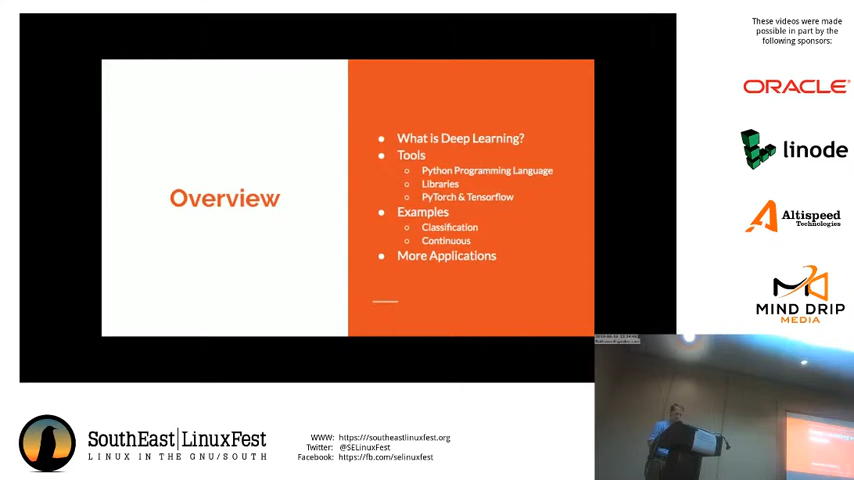 Overview
What is Deep Learning?
Tools
Python Programming Language
Libraries
PyTorch & Tensorflow
Examples
Classification
Continuous
More Applications
These videos were made
possible in part by the
following sponsors:
ORACLE
linode
Altispeed
Technologies
MIND DRIP
MEDIA
SouthEast|LinuxFest
LINUX IN THE GNU/SOUTH
WWW: https://southeastlinuxfest.org
Twitter: @SELinuxFest
Facebook: https://fb.com/selinuxfest